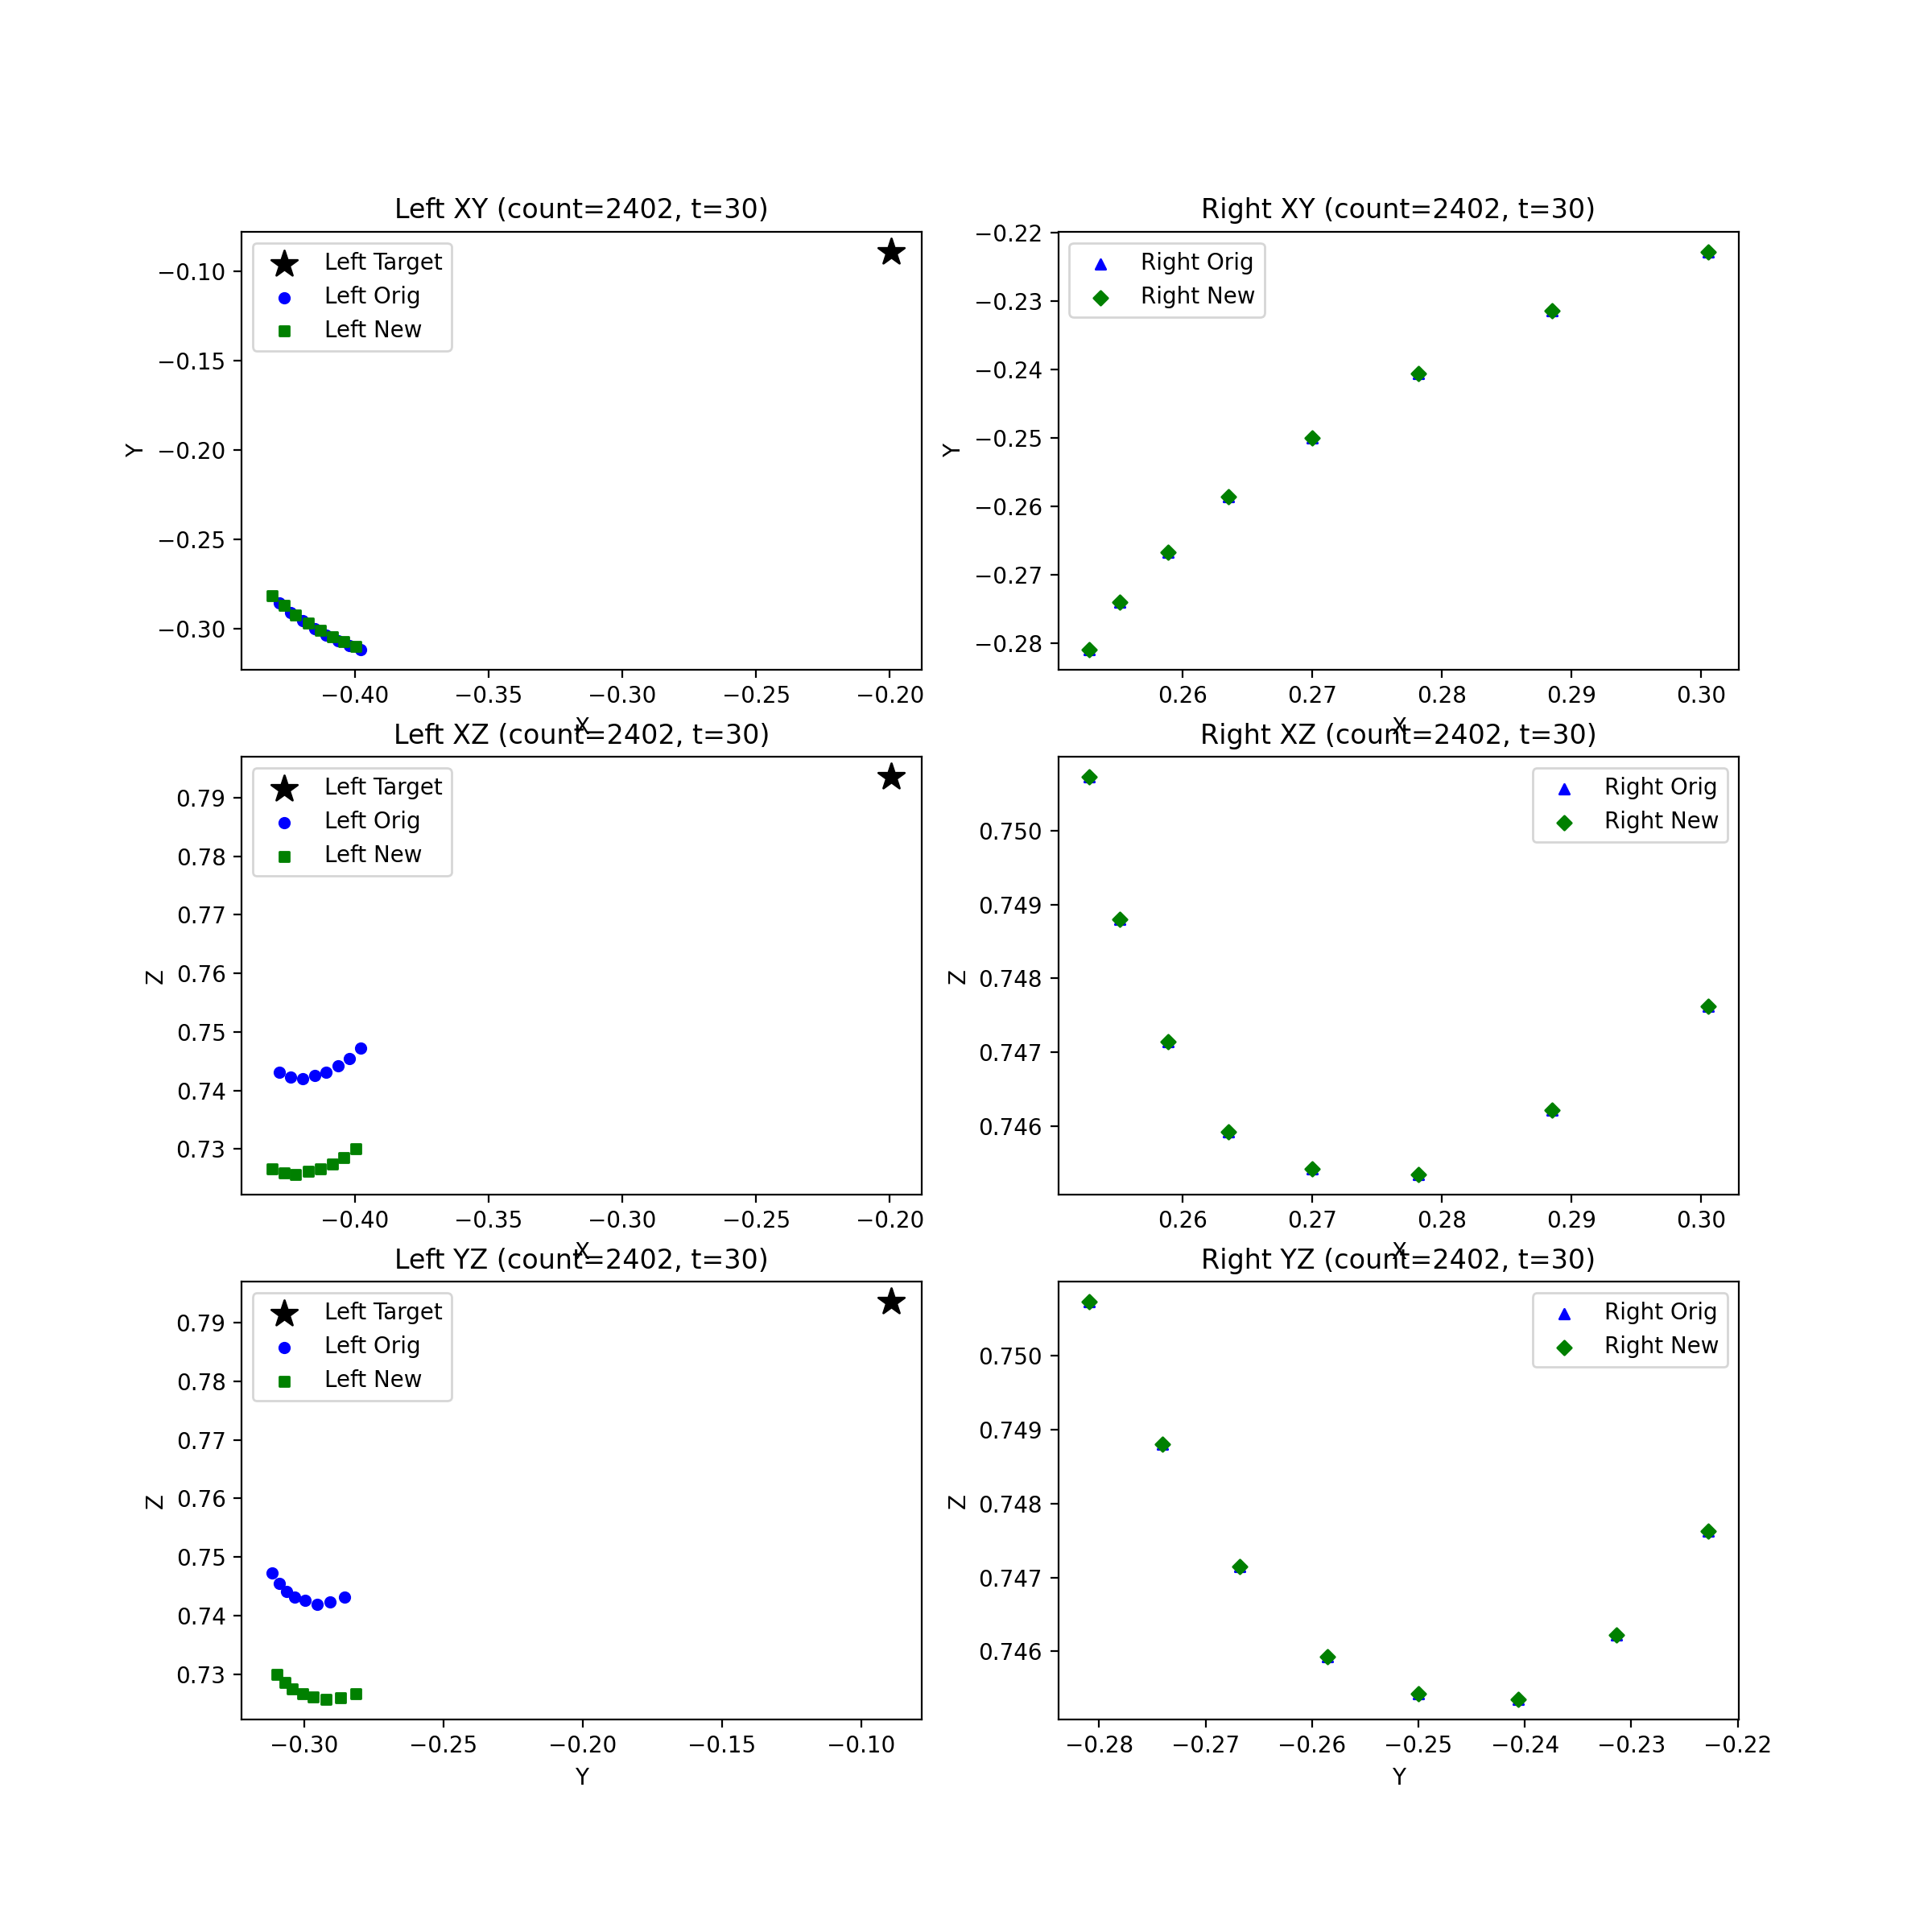 Left XY (count=2402, t=30)
Left Target
Left Orig
Left New
−0.10
−0.15
−0.20
−0.25
−0.30
Y
−0.40
−0.35
−0.30
−0.25
−0.20
X
Right XY (count=2402, t=30)
Right Orig
Right New
−0.22
−0.23
−0.24
−0.25
−0.26
−0.27
−0.28
Y
0.26
0.27
0.28
0.29
0.30
X
Left XZ (count=2402, t=30)
Left Target
Left Orig
Left New
0.79
0.78
0.77
0.76
0.75
0.74
0.73
Z
−0.40
−0.35
−0.30
−0.25
−0.20
X
Right XZ (count=2402, t=30)
Right Orig
Right New
0.750
0.749
0.748
0.747
0.746
Z
0.26
0.27
0.28
0.29
0.30
X
Left YZ (count=2402, t=30)
Left Target
Left Orig
Left New
0.79
0.78
0.77
0.76
0.75
0.74
0.73
Z
−0.30
−0.25
−0.20
−0.15
−0.10
Y
Right YZ (count=2402, t=30)
Right Orig
Right New
0.750
0.749
0.748
0.747
0.746
Z
−0.28
−0.27
−0.26
−0.25
−0.24
−0.23
−0.22
Y